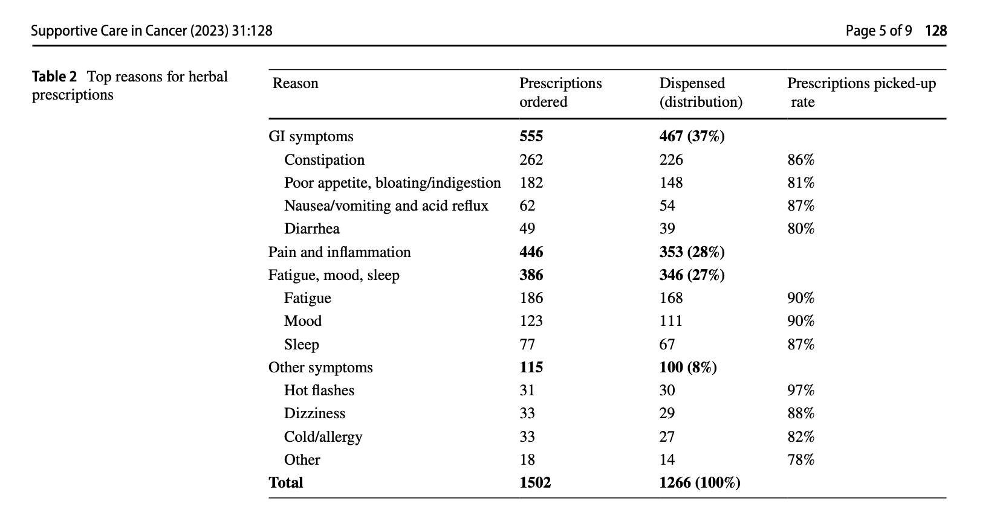 Supportive Care in Cancer (2023) 31:128 Page 5 of 9 128
Table 2 Top reasons for herbal prescriptions
Reason Prescriptions ordered Dispensed (distribution) Prescriptions picked-up rate
GI symptoms 555 467 (37%)
Constipation 262 226 86%
Poor appetite, bloating/indigestion 182 148 81%
Nausea/vomiting and acid reflux 62 54 87%
Diarrhea 49 39 80%
Pain and inflammation 446 353 (28%)
Fatigue, mood, sleep 386 346 (27%)
Fatigue 186 168 90%
Mood 123 111 90%
Sleep 77 67 87%
Other symptoms 115 100 (8%)
Hot flashes 31 30 97%
Dizziness 33 29 88%
Cold/allergy 33 27 82%
Other 18 14 78%
Total 1502 1266 (100%)